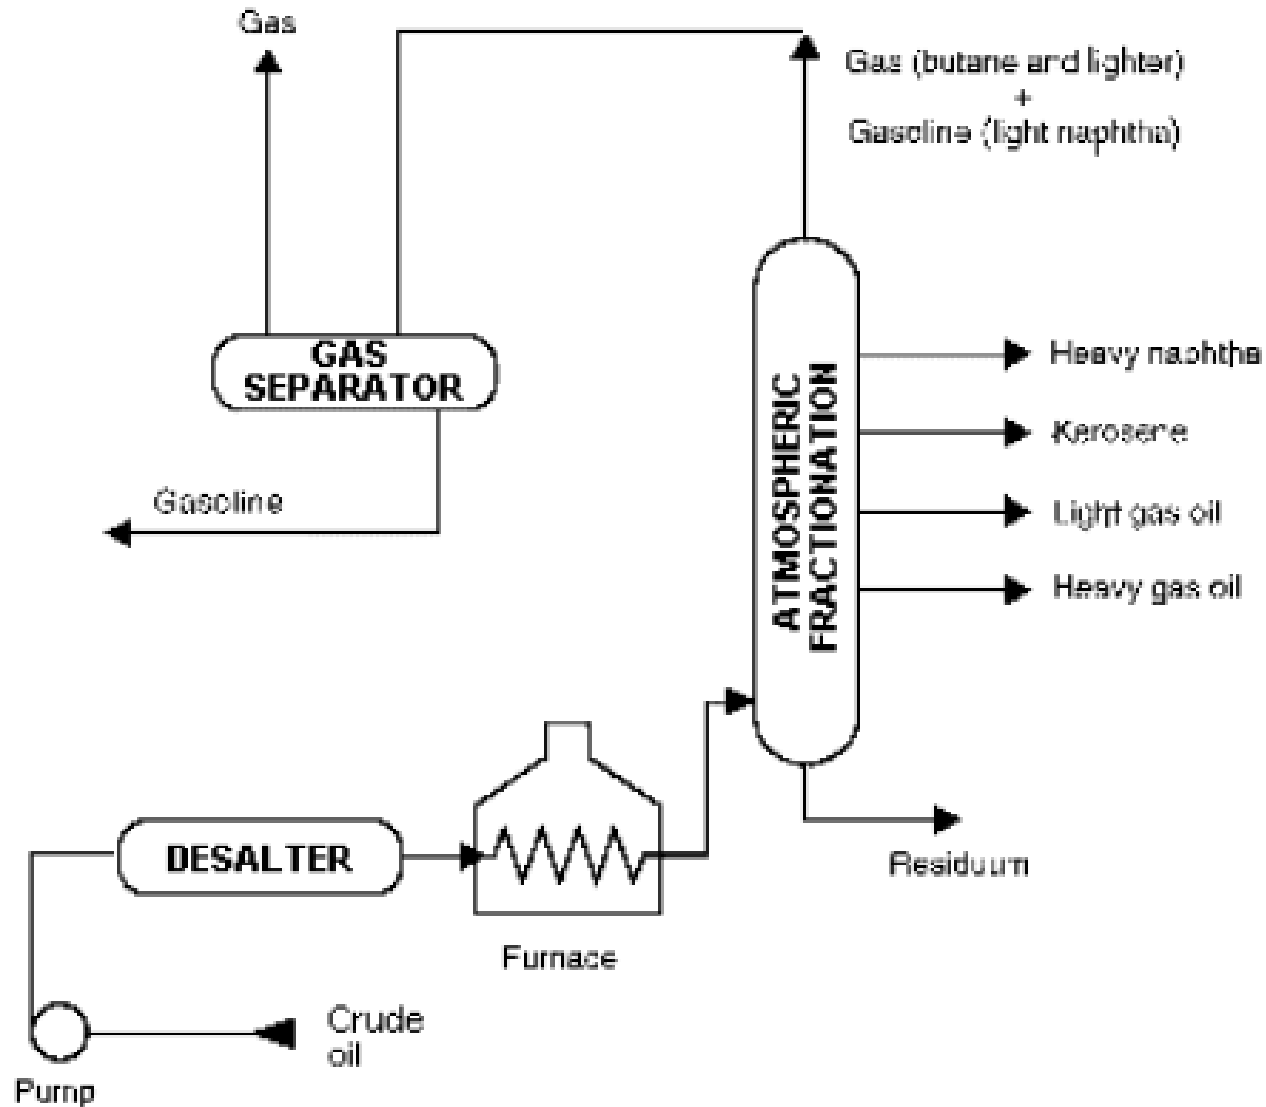 Gas
Gas (butane and lighter)
+
Gasoline (light naphtha)
GAS
SEPARATOR
Heavy naphtha
Kerosene
Light gas oil
Heavy gas oil
Gasoline
ATMOSPHERIC
FRACTIONATION
DESALTER
Residuum
Furnace
Crude
oil
Pump